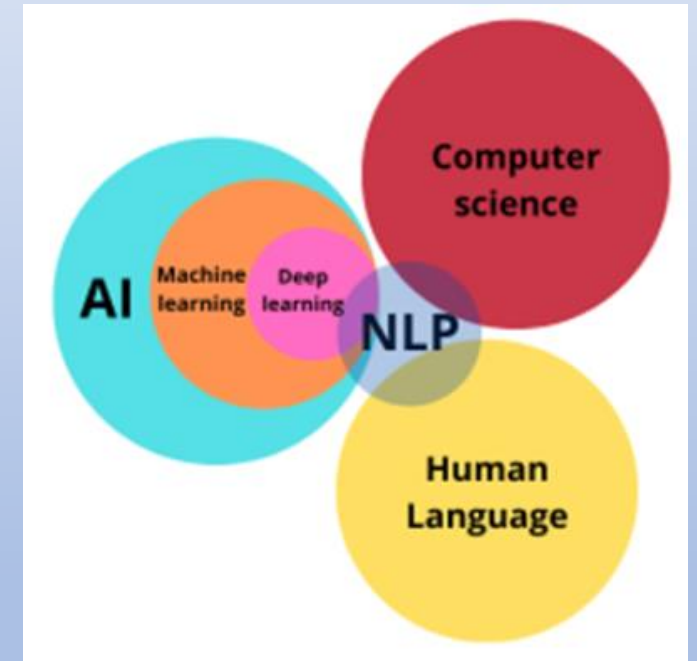 Computer
science
AI
Machine
learning
Deep
learning
NLP
Human
Language